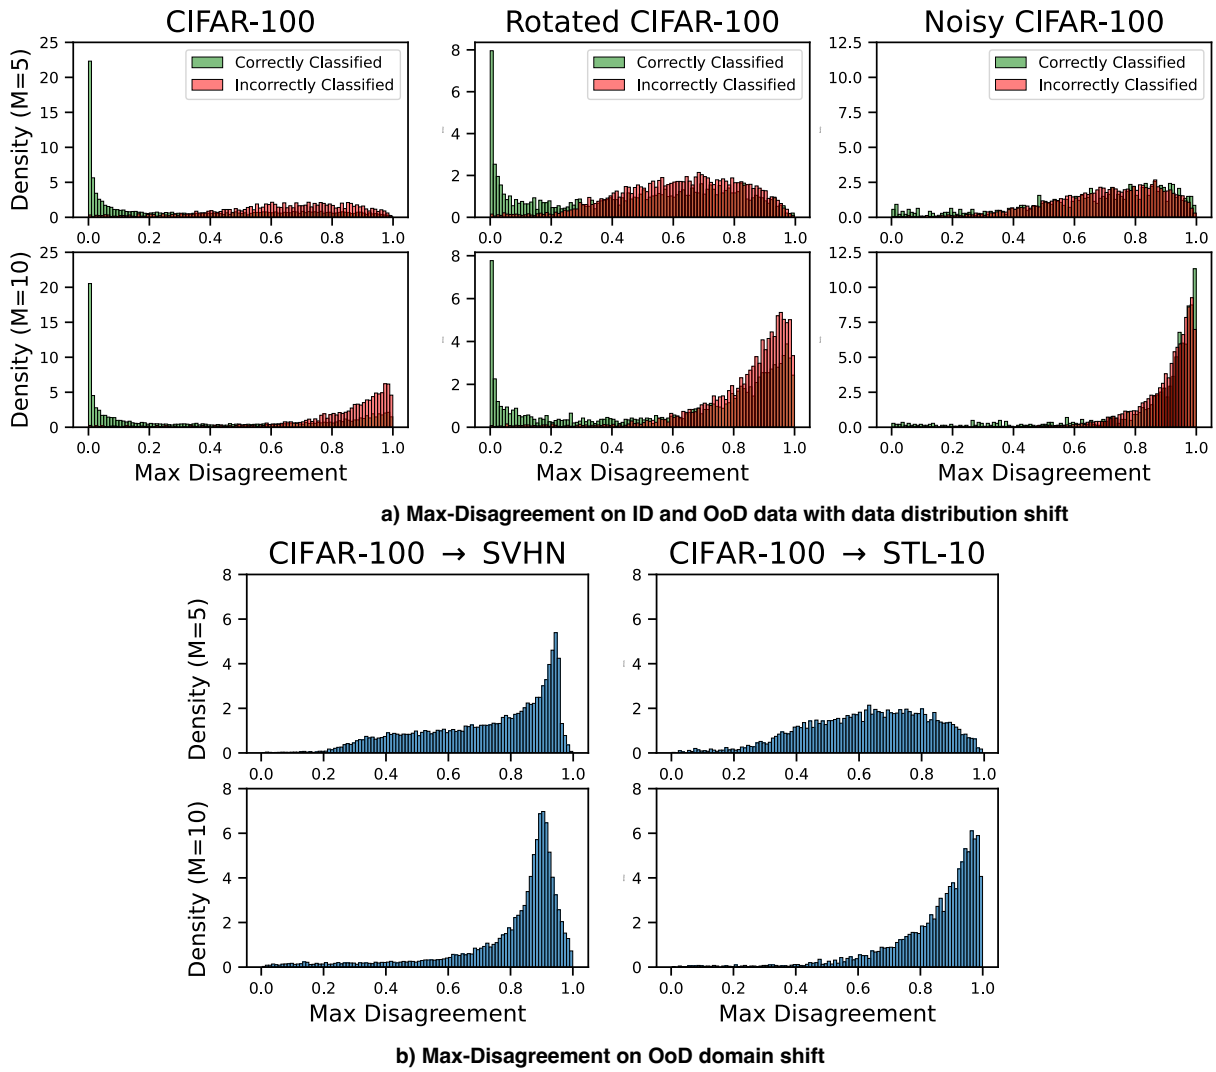 CIFAR-100
Rotated CIFAR-100
Noisy CIFAR-100
Density (M=5)
25
20
15
10
5
0
0.0 0.2 0.4 0.6 0.8 1.0
Correctly Classified
Incorrectly Classified
8
6
4
2
0
0.0 0.2 0.4 0.6 0.8 1.0
Correctly Classified
Incorrectly Classified
12.5
10.0
7.5
5.0
2.5
0.0
0.0 0.2 0.4 0.6 0.8 1.0
Correctly Classified
Incorrectly Classified
Density (M=10)
25
20
15
10
5
0
0.0 0.2 0.4 0.6 0.8 1.0
Max Disagreement
8
6
4
2
0
0.0 0.2 0.4 0.6 0.8 1.0
Max Disagreement
12.5
10.0
7.5
5.0
2.5
0.0
0.0 0.2 0.4 0.6 0.8 1.0
Max Disagreement
a) Max-Disagreement on ID and OoD data with data distribution shift
CIFAR-100 → SVHN
CIFAR-100 → STL-10
Density (M=5)
8
6
4
2
0
0.0 0.2 0.4 0.6 0.8 1.0
8
6
4
2
0
0.0 0.2 0.4 0.6 0.8 1.0
Density (M=10)
8
6
4
2
0
0.0 0.2 0.4 0.6 0.8 1.0
Max Disagreement
8
6
4
2
0
0.0 0.2 0.4 0.6 0.8 1.0
Max Disagreement
b) Max-Disagreement on OoD domain shift